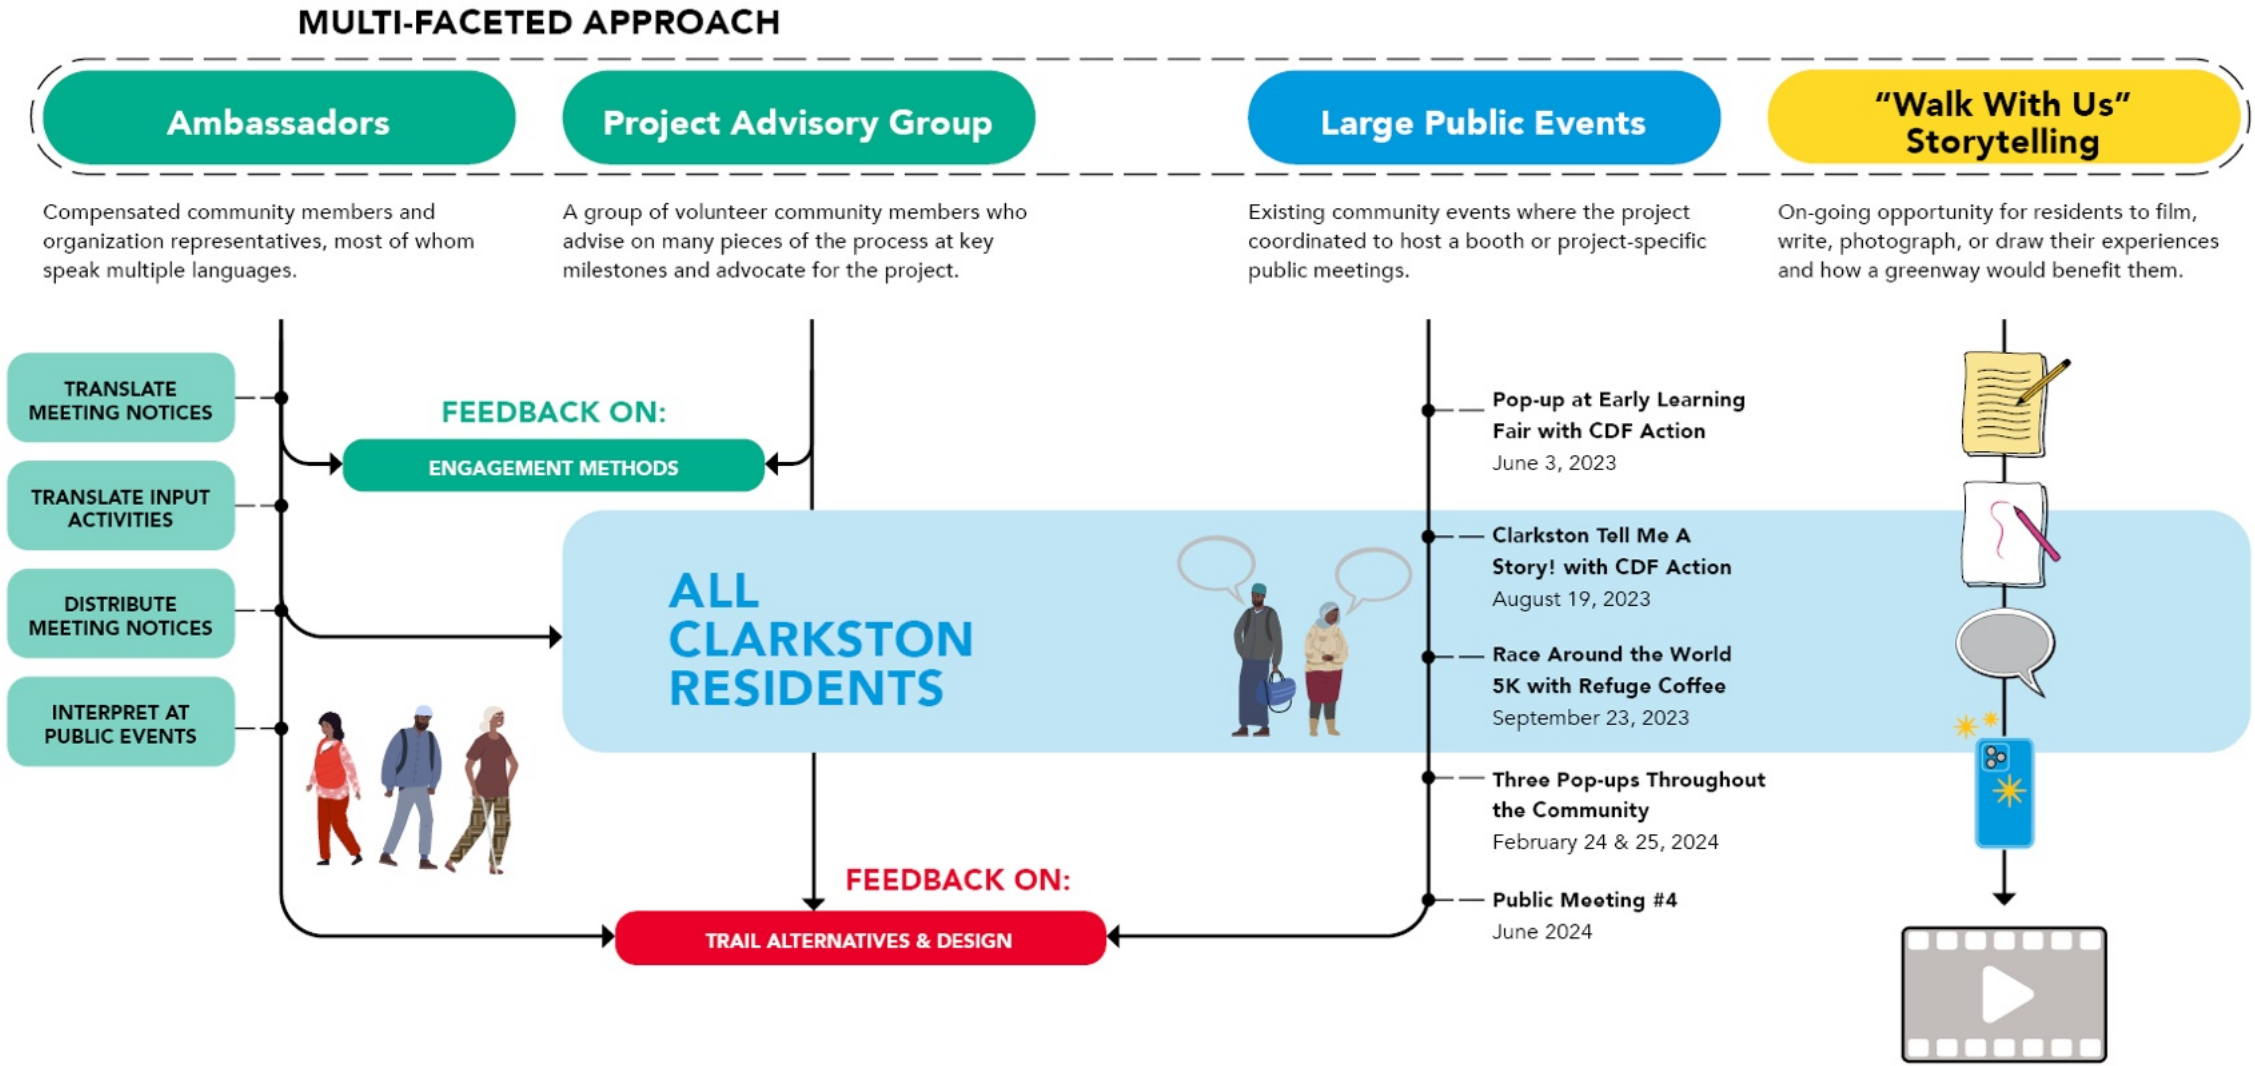 MULTI-FACETED APPROACH
Ambassadors
Compensated community members and
organization representatives, most of whom
speak multiple languages.
Project Advisory Group
A group of volunteer community members who
advise on many pieces of the process at key
milestones and advocate for the project.
Large Public Events
Existing community events where the project
coordinated to host a booth or project-specific
public meetings.
“Walk With Us”
Storytelling
On-going opportunity for residents to film,
write, photograph, or draw their experiences
and how a greenway would benefit them.
TRANSLATE
MEETING NOTICES
TRANSLATE INPUT
ACTIVITIES
DISTRIBUTE
MEETING NOTICES
INTERPRET AT
PUBLIC EVENTS
FEEDBACK ON:
ENGAGEMENT METHODS
ALL
CLARKSTON
RESIDENTS
FEEDBACK ON:
TRAIL ALTERNATIVES & DESIGN
Pop-up at Early Learning
Fair with CDF Action
June 3, 2023
Clarkston Tell Me A
Story! with CDF Action
August 19, 2023
Race Around the World
5K with Refuge Coffee
September 23, 2023
Three Pop-ups Throughout
the Community
February 24 & 25, 2024
Public Meeting #4
June 2024